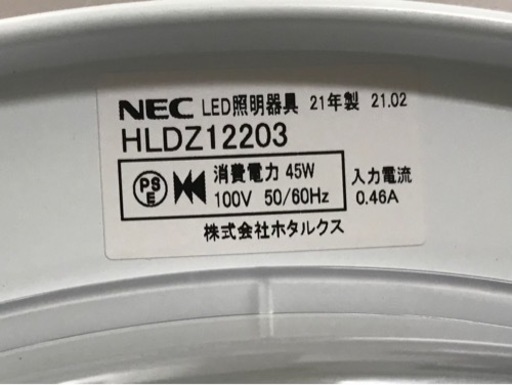 NEC LED照明器具 21年製 21.02
HLDZ12203
PSE 消費電力 45W 入力電流
100V 50/60Hz 0.46A
株式会社ホタルクス